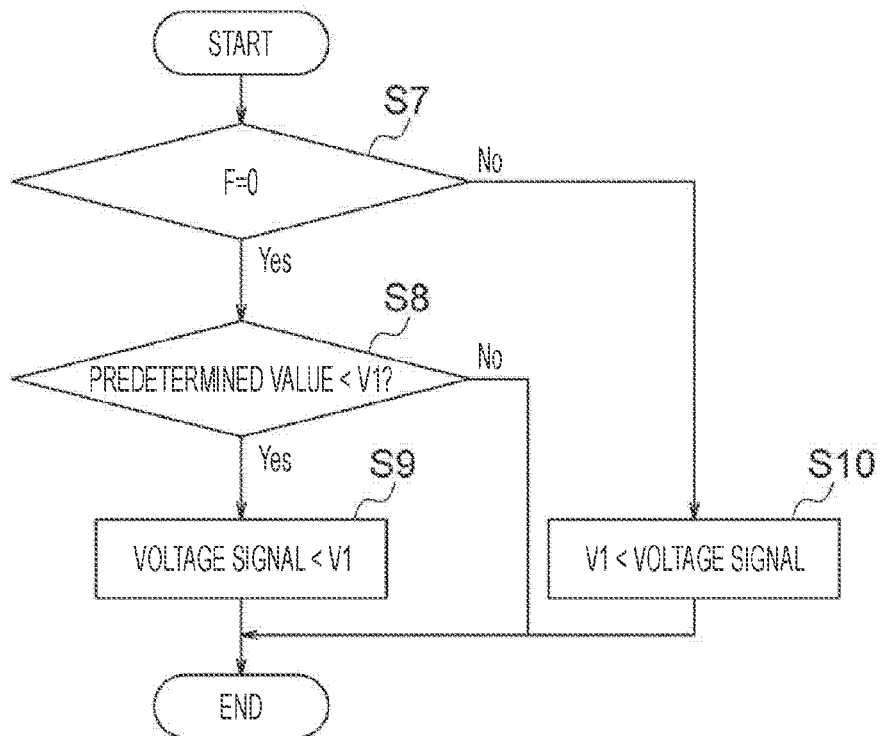 START
S7
F=0
No
Yes
S8
PREDETERMINED VALUE < V1?
No
Yes
S9
S10
VOLTAGE SIGNAL < V1
V1 < VOLTAGE SIGNAL
END